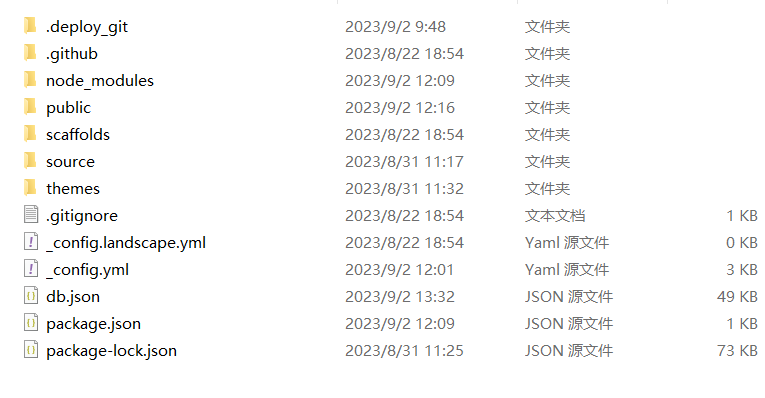 .deploy_git 2023/9/2 9:48 文件夹
.github 2023/8/22 18:54 文件夹
node_modules 2023/9/2 12:09 文件夹
public 2023/9/2 12:16 文件夹
scaffolds 2023/8/22 18:54 文件夹
source 2023/8/31 11:17 文件夹
themes 2023/8/31 11:32 文件夹
.gitignore 2023/8/22 18:54 文本文档 1 KB
_config.landscape.yml 2023/8/22 18:54 Yaml 源文件 0 KB
_config.yml 2023/9/2 12:01 Yaml 源文件 3 KB
db.json 2023/9/2 13:32 JSON 源文件 49 KB
package.json 2023/9/2 12:09 JSON 源文件 1 KB
package-lock.json 2023/8/31 11:25 JSON 源文件 73 KB